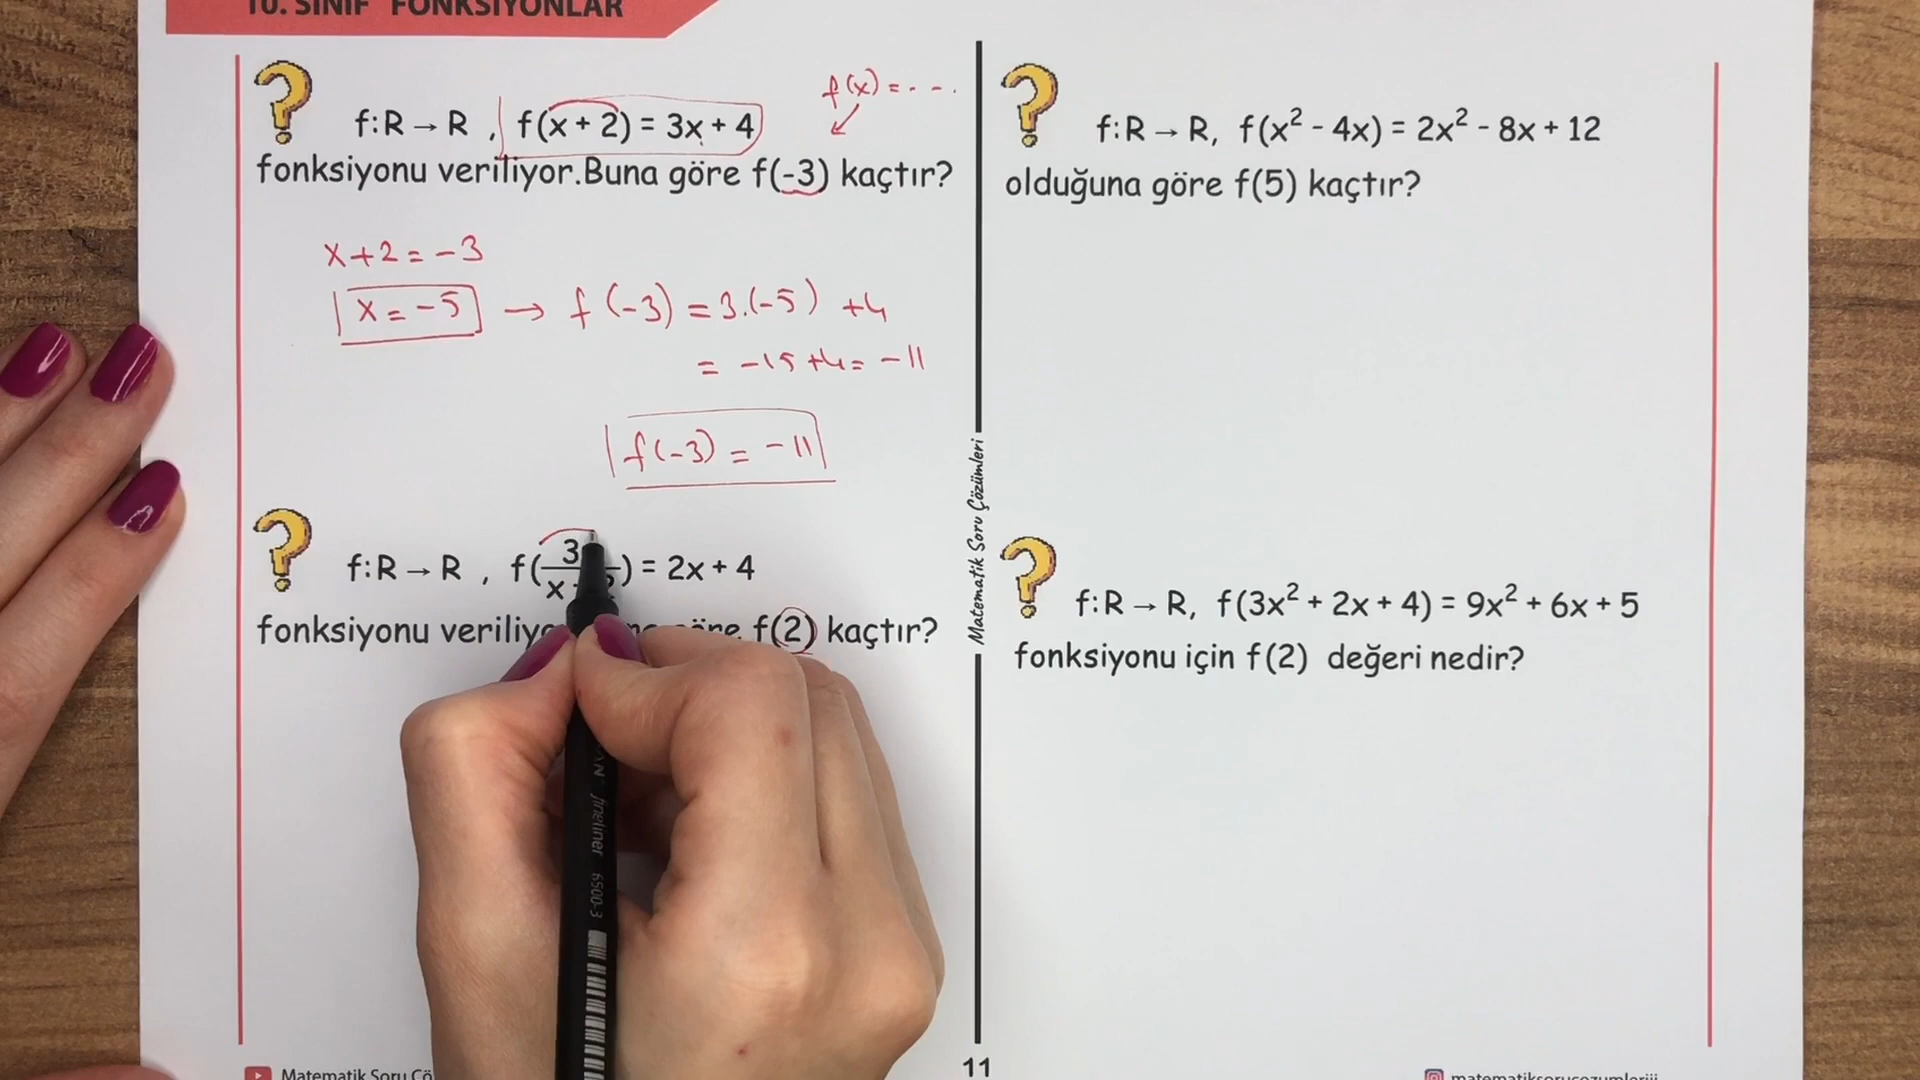 10. SINIF FONKSİYONLAR
f:R → R , f(x + 2) = 3x + 4
f(x) = . - - .
fonksiyonu veriliyor.Buna göre f(-3) kaçtır?
x+2 = -3
x = -5 → f(-3) = 3.(-5) +4
= -15+4 = -11
f(-3) = -11
f:R → R , f(3/x ) = 2x + 4
f(2) kaçtır?
fonksiyonu
Matematik Soru Çözümleri
f:R → R, f(x² - 4x) = 2x² - 8x + 12
olduğuna göre f(5) kaçtır?
f:R → R, f(3x² + 2x + 4) = 9x² + 6x + 5
fonksiyonu için f(2) değeri nedir?
fineliner 6500-3
Matematik Soru
11